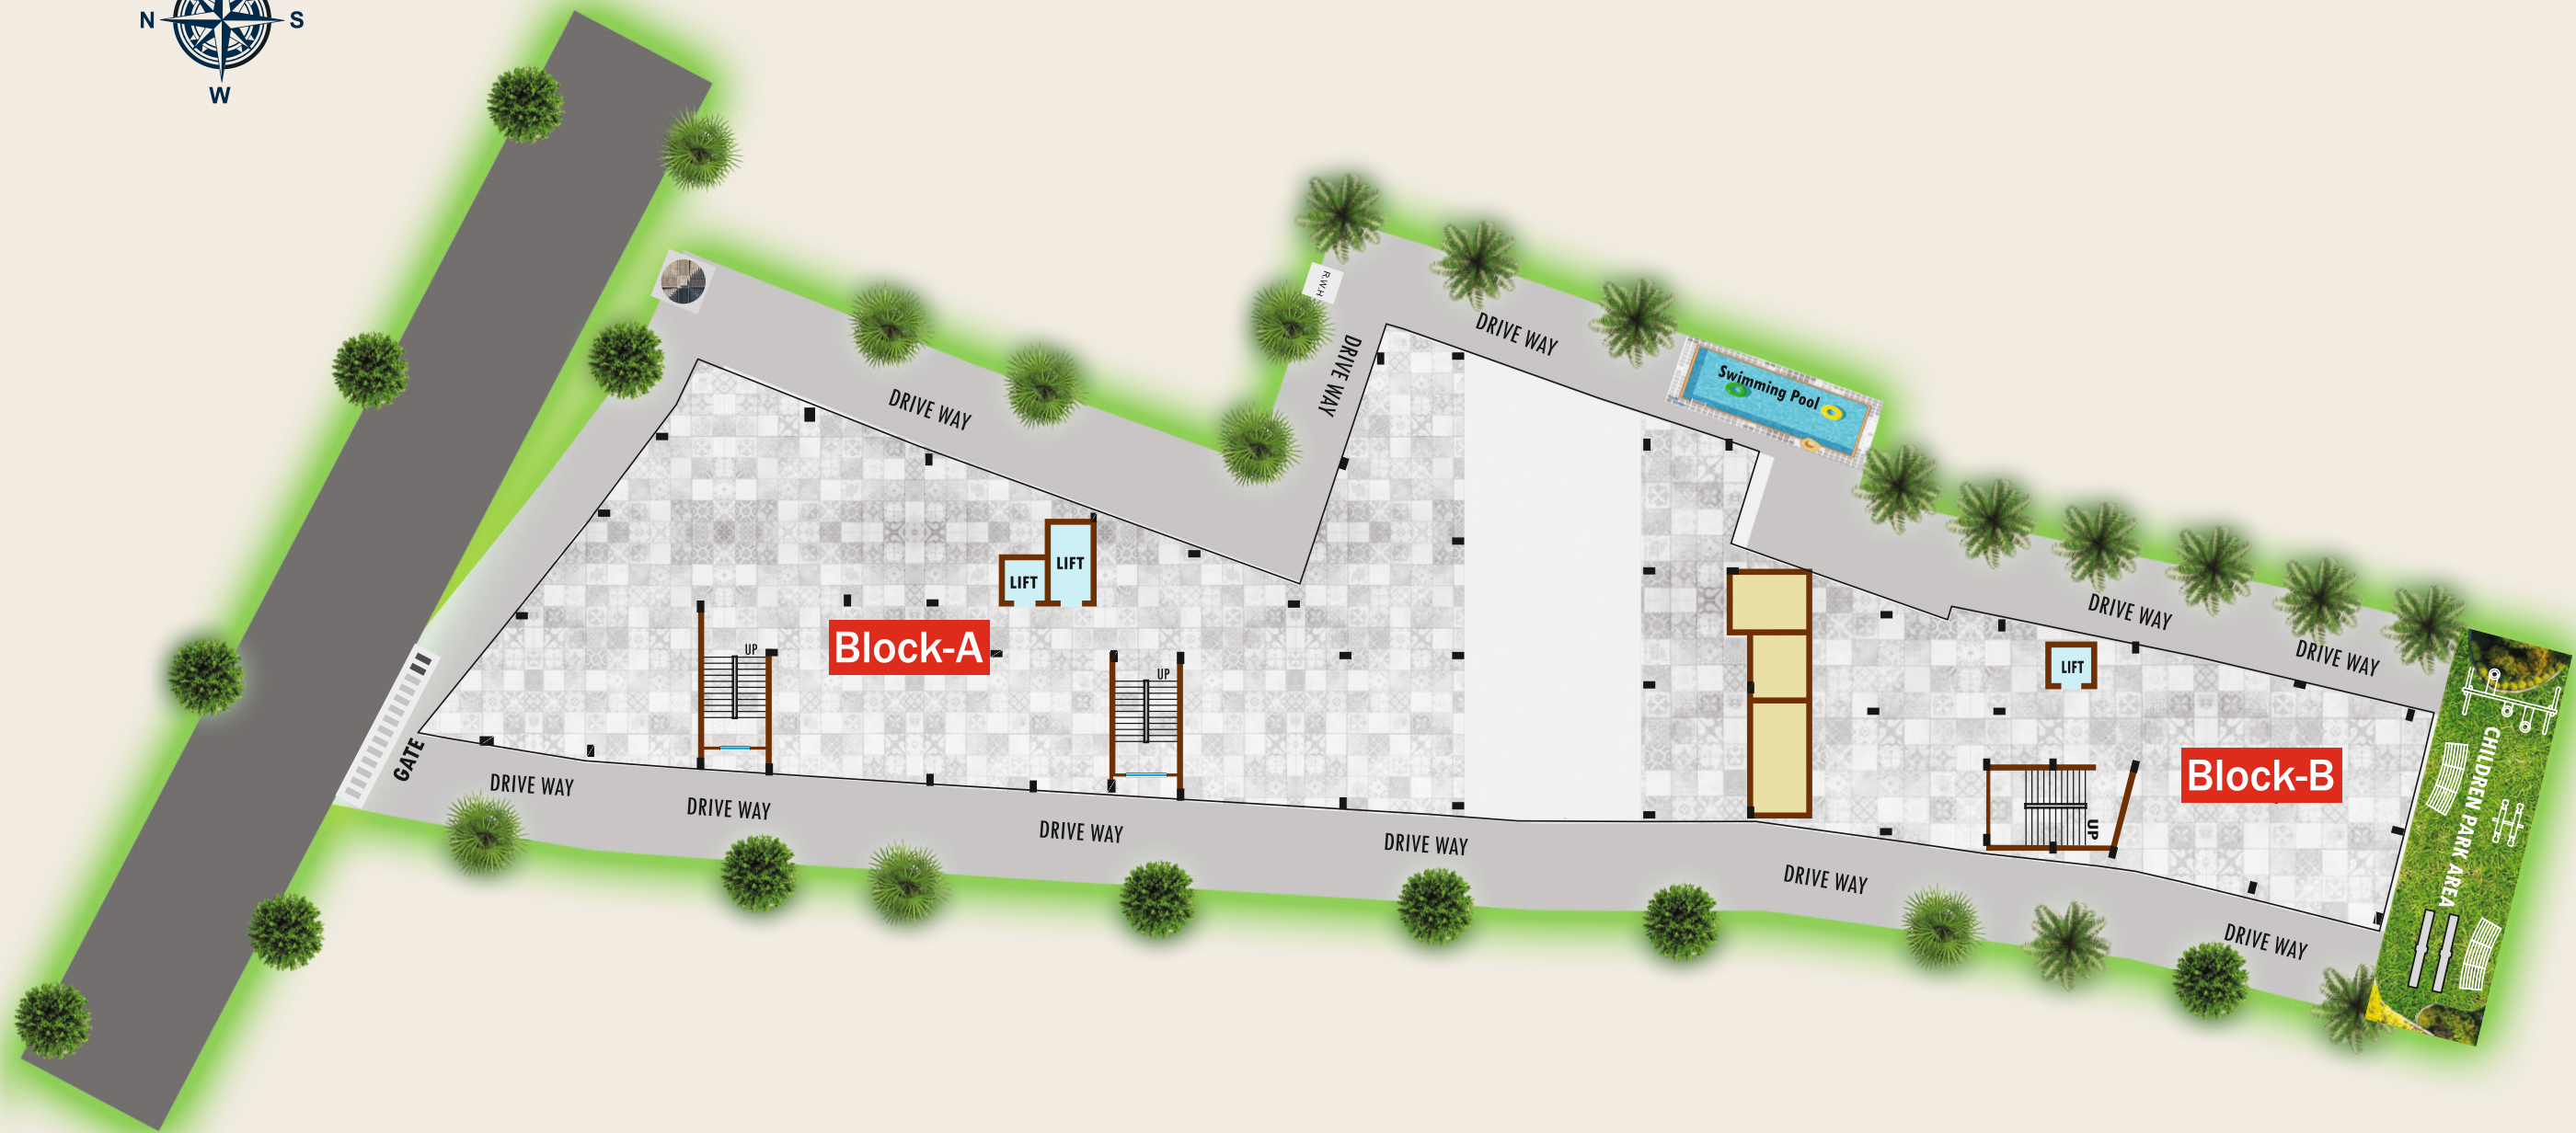 N
S
W
R.W.H
DRIVE WAY
DRIVE WAY
Swimming Pool
DRIVE WAY
LIFT
LIFT
UP
Block-A
UP
GATE
DRIVE WAY
DRIVE WAY
DRIVE WAY
DRIVE WAY
DRIVE WAY
DRIVE WAY
LIFT
UP
Block-B
DRIVE WAY
CHILDREN PARK AREA
DRIVE WAY